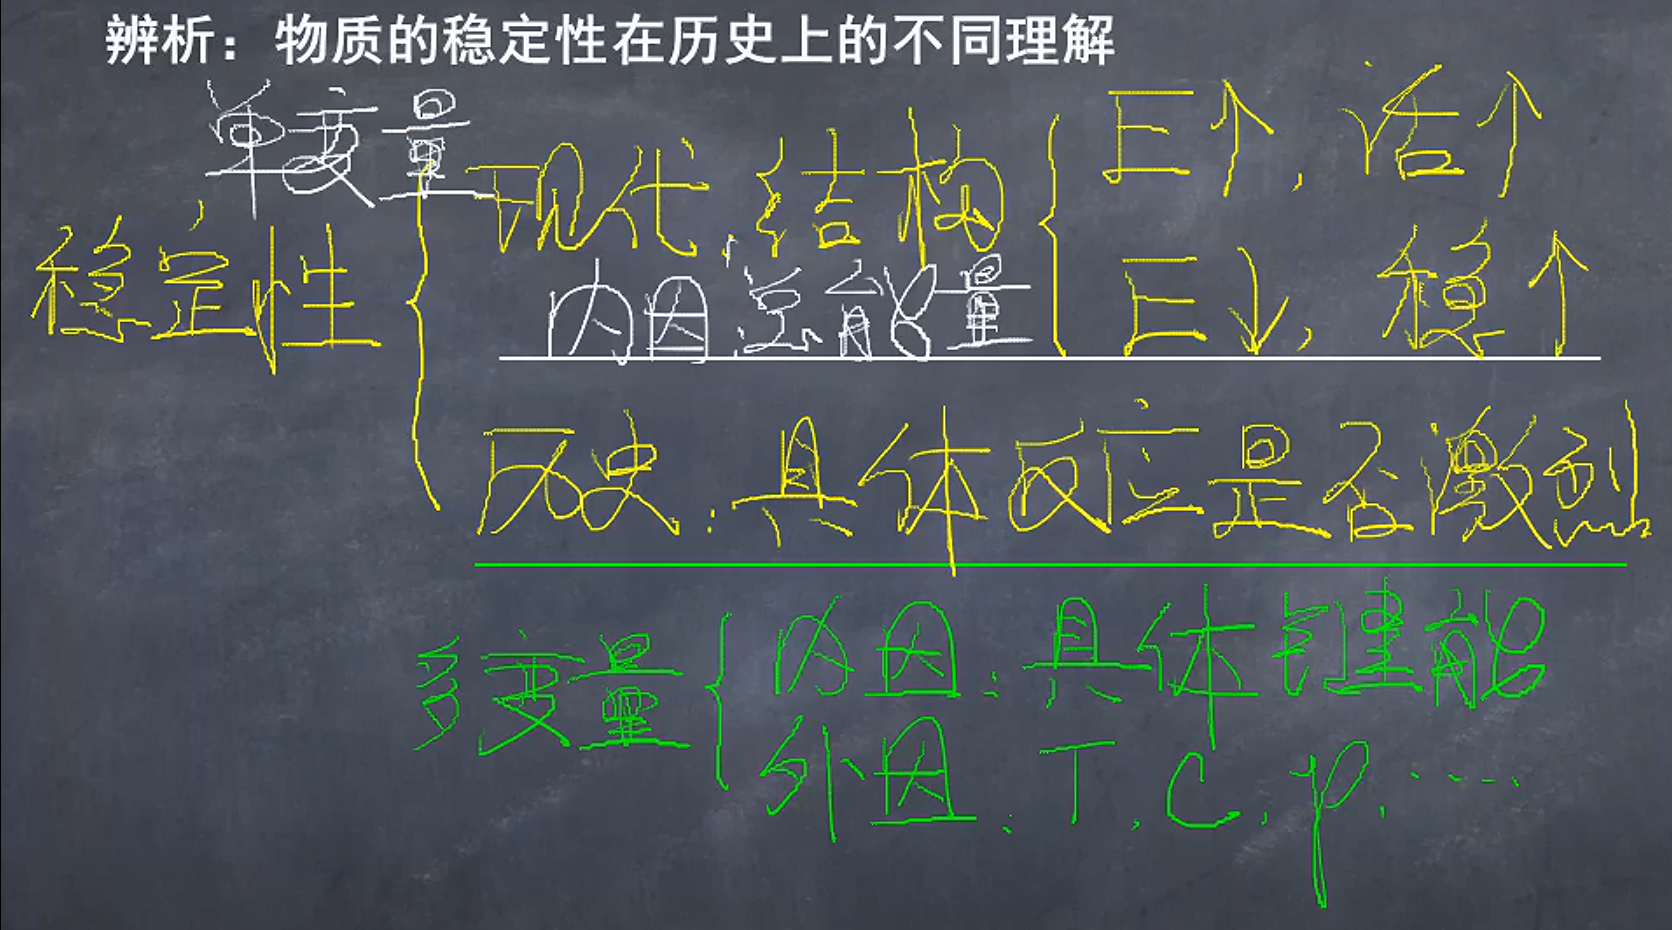 辨析：物质的稳定性在历史上的不同理解
单变量
稳定性
现代：结构
E↑，活↑
内因：总能量
E↓，稳↑
历史：具体反应是否激烈
多变量
内因：具体键能
外因：T，C，p，……